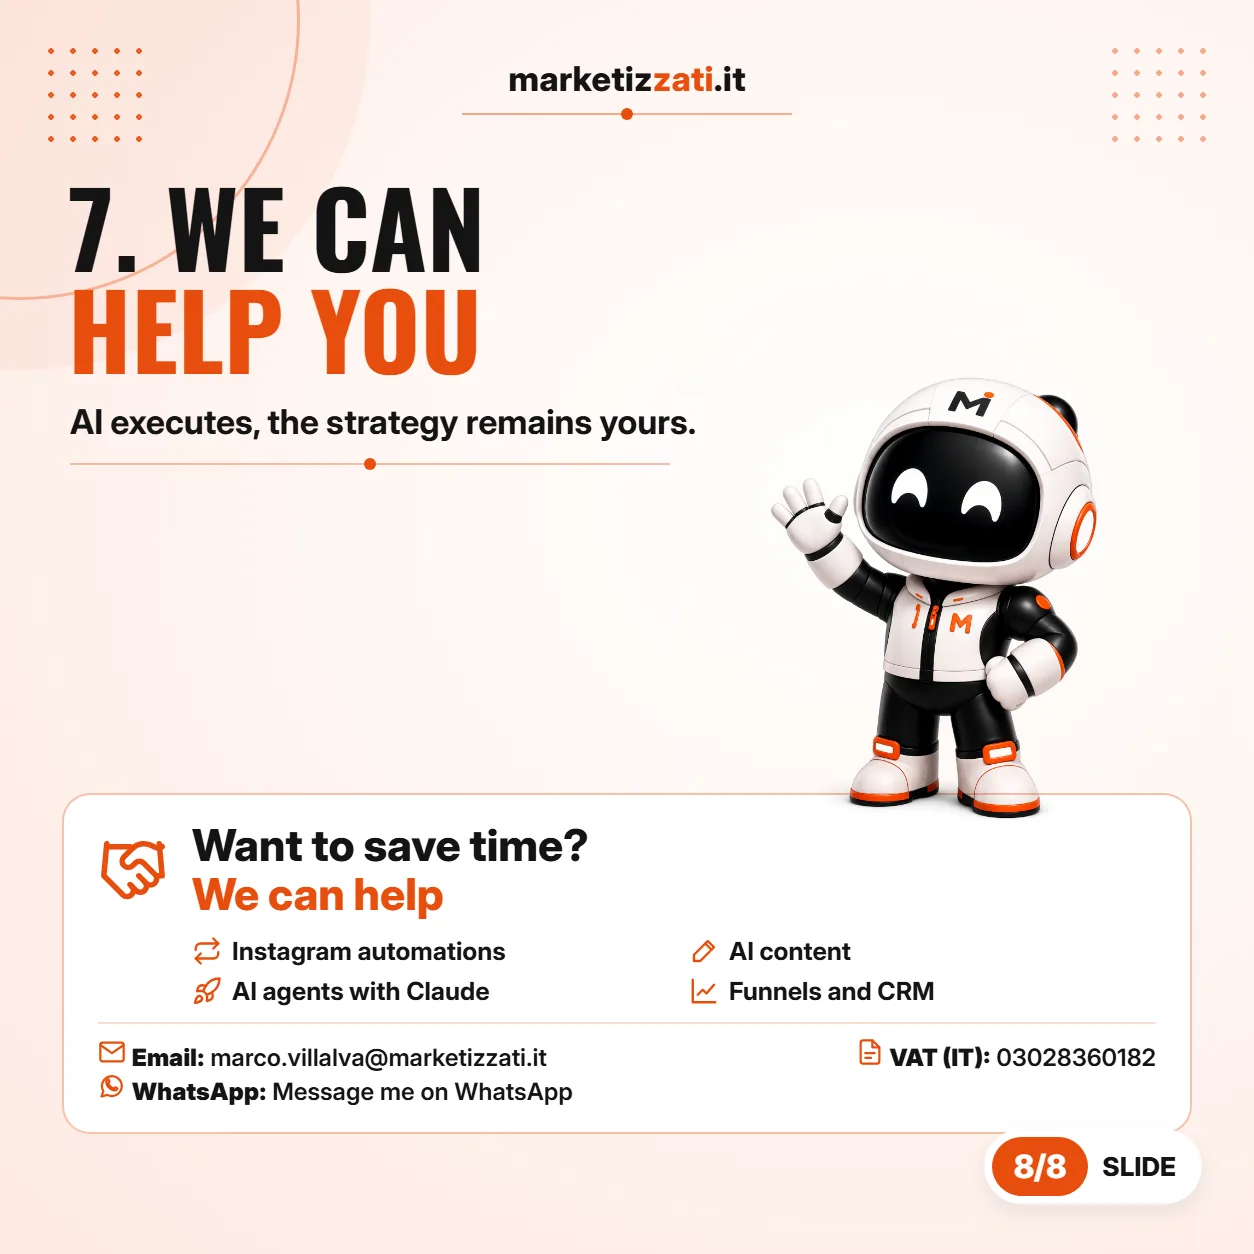 marketizzati.it
7. WE CAN
HELP YOU
AI executes, the strategy remains yours.
M
M
Want to save time?
We can help
Instagram automations
AI content
AI agents with Claude
Funnels and CRM
Email: marco.villalva@marketizzati.it
VAT (IT): 03028360182
WhatsApp: Message me on WhatsApp
8/8 SLIDE